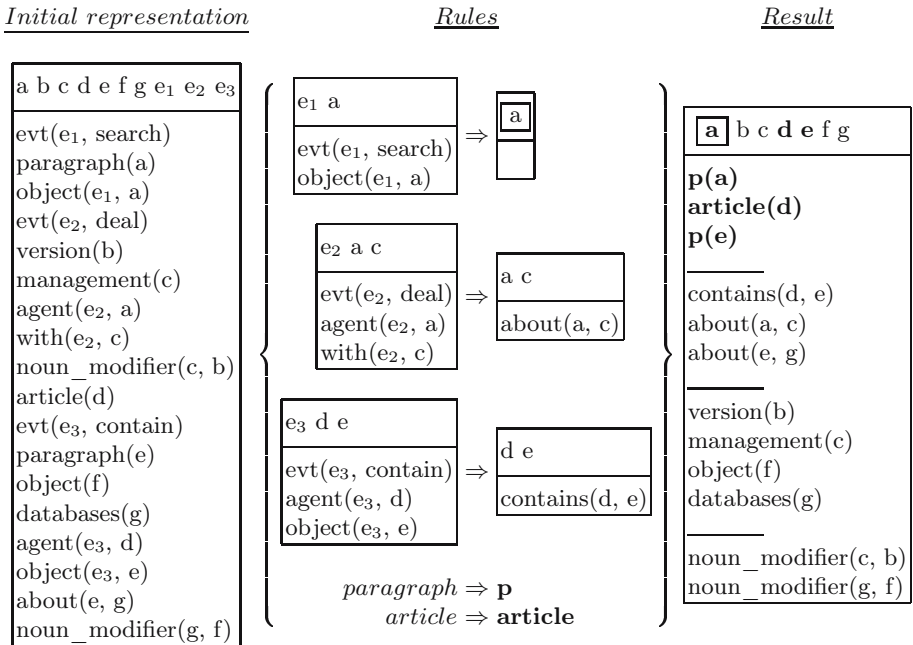 Initial representation
a b c d e f g e₁ e₂ e₃
evt(e₁, search)
paragraph(a)
object(e₁, a)
evt(e₂, deal)
version(b)
management(c)
agent(e₂, a)
with(e₂, c)
noun_modifier(c, b)
article(d)
evt(e₃, contain)
paragraph(e)
object(f)
databases(g)
agent(e₃, d)
object(e₃, e)
about(e, g)
noun_modifier(g, f)
Rules
e₁ a
evt(e₁, search)
object(e₁, a)
⇒
a
e₂ a c
evt(e₂, deal)
agent(e₂, a)
with(e₂, c)
⇒
a c
about(a, c)
e₃ d e
evt(e₃, contain)
agent(e₃, d)
object(e₃, e)
⇒
d e
contains(d, e)
paragraph ⇒ p
article ⇒ article
Result
a b c d e f g
p(a)
article(d)
p(e)
contains(d, e)
about(a, c)
about(e, g)
version(b)
management(c)
object(f)
databases(g)
noun_modifier(c, b)
noun_modifier(g, f)